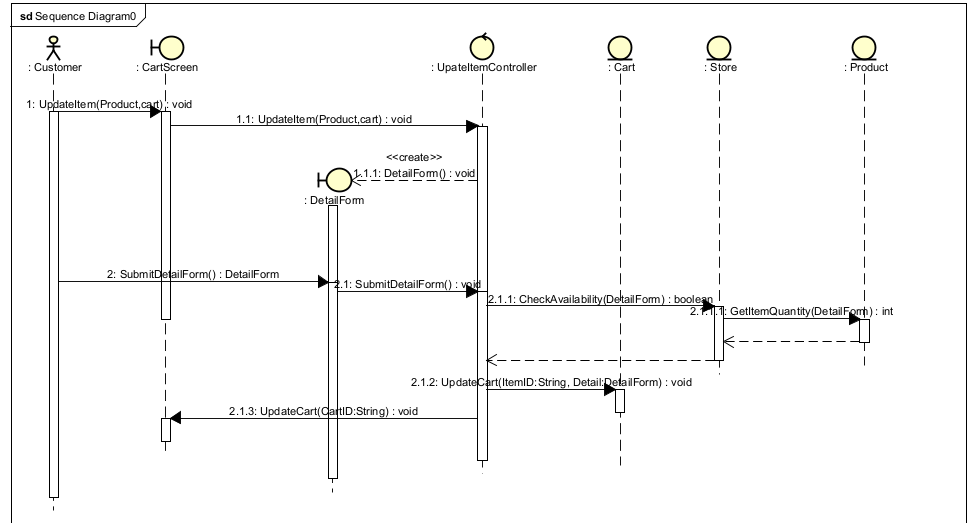 sd Sequence Diagram0
: Customer
: CartScreen
: UpateItemController
: Cart
: Store
: Product
1: UpdateItem(Product,cart) : void
1.1: UpdateItem(Product,cart) : void
<<create>>
1.1.1: DetailForm() : void
: DetailForm
2: SubmitDetailForm() : DetailForm
2.1: SubmitDetailForm() : void
2.1.1: CheckAvailability(DetailForm) : boolean
2.1.1.1: GetItemQuantity(DetailForm) : int
2.1.2: UpdateCart(ItemID:String, Detail:DetailForm) : void
2.1.3: UpdateCart(CartID:String) : void